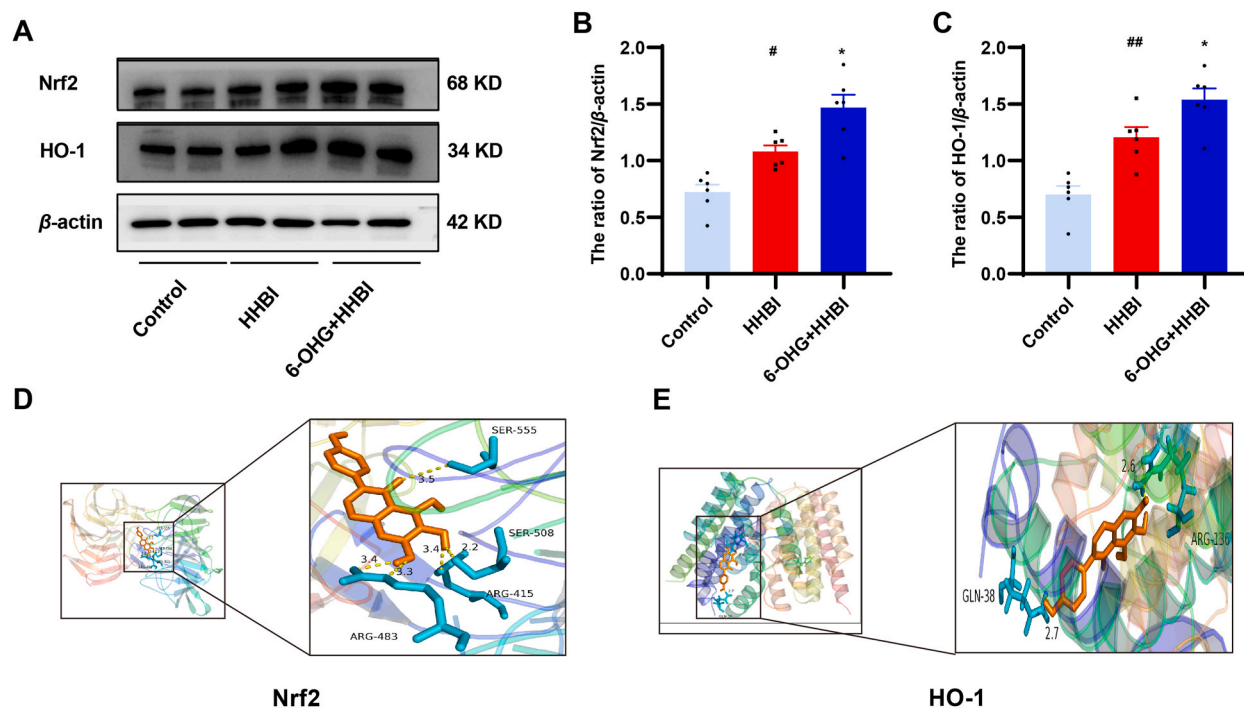 A
Nrf2
68 KD
HO-1
34 KD
β-actin
42 KD
Control
HHBI
6-OHG+HHBI
B
The ratio of Nrf2/β-actin
2.0
1.5
1.0
0.5
0.0
#
*
Control
HHBI
6-OHG+HHBI
C
The ratio of HO-1/β-actin
2.0
1.5
1.0
0.5
0.0
##
*
Control
HHBI
6-OHG+HHBI
D
SER-555
3.5
SER-508
3.4
3.4
2.2
3.3
ARG-415
ARG-483
Nrf2
E
2.6
ARG-136
GLN-38
2.7
HO-1